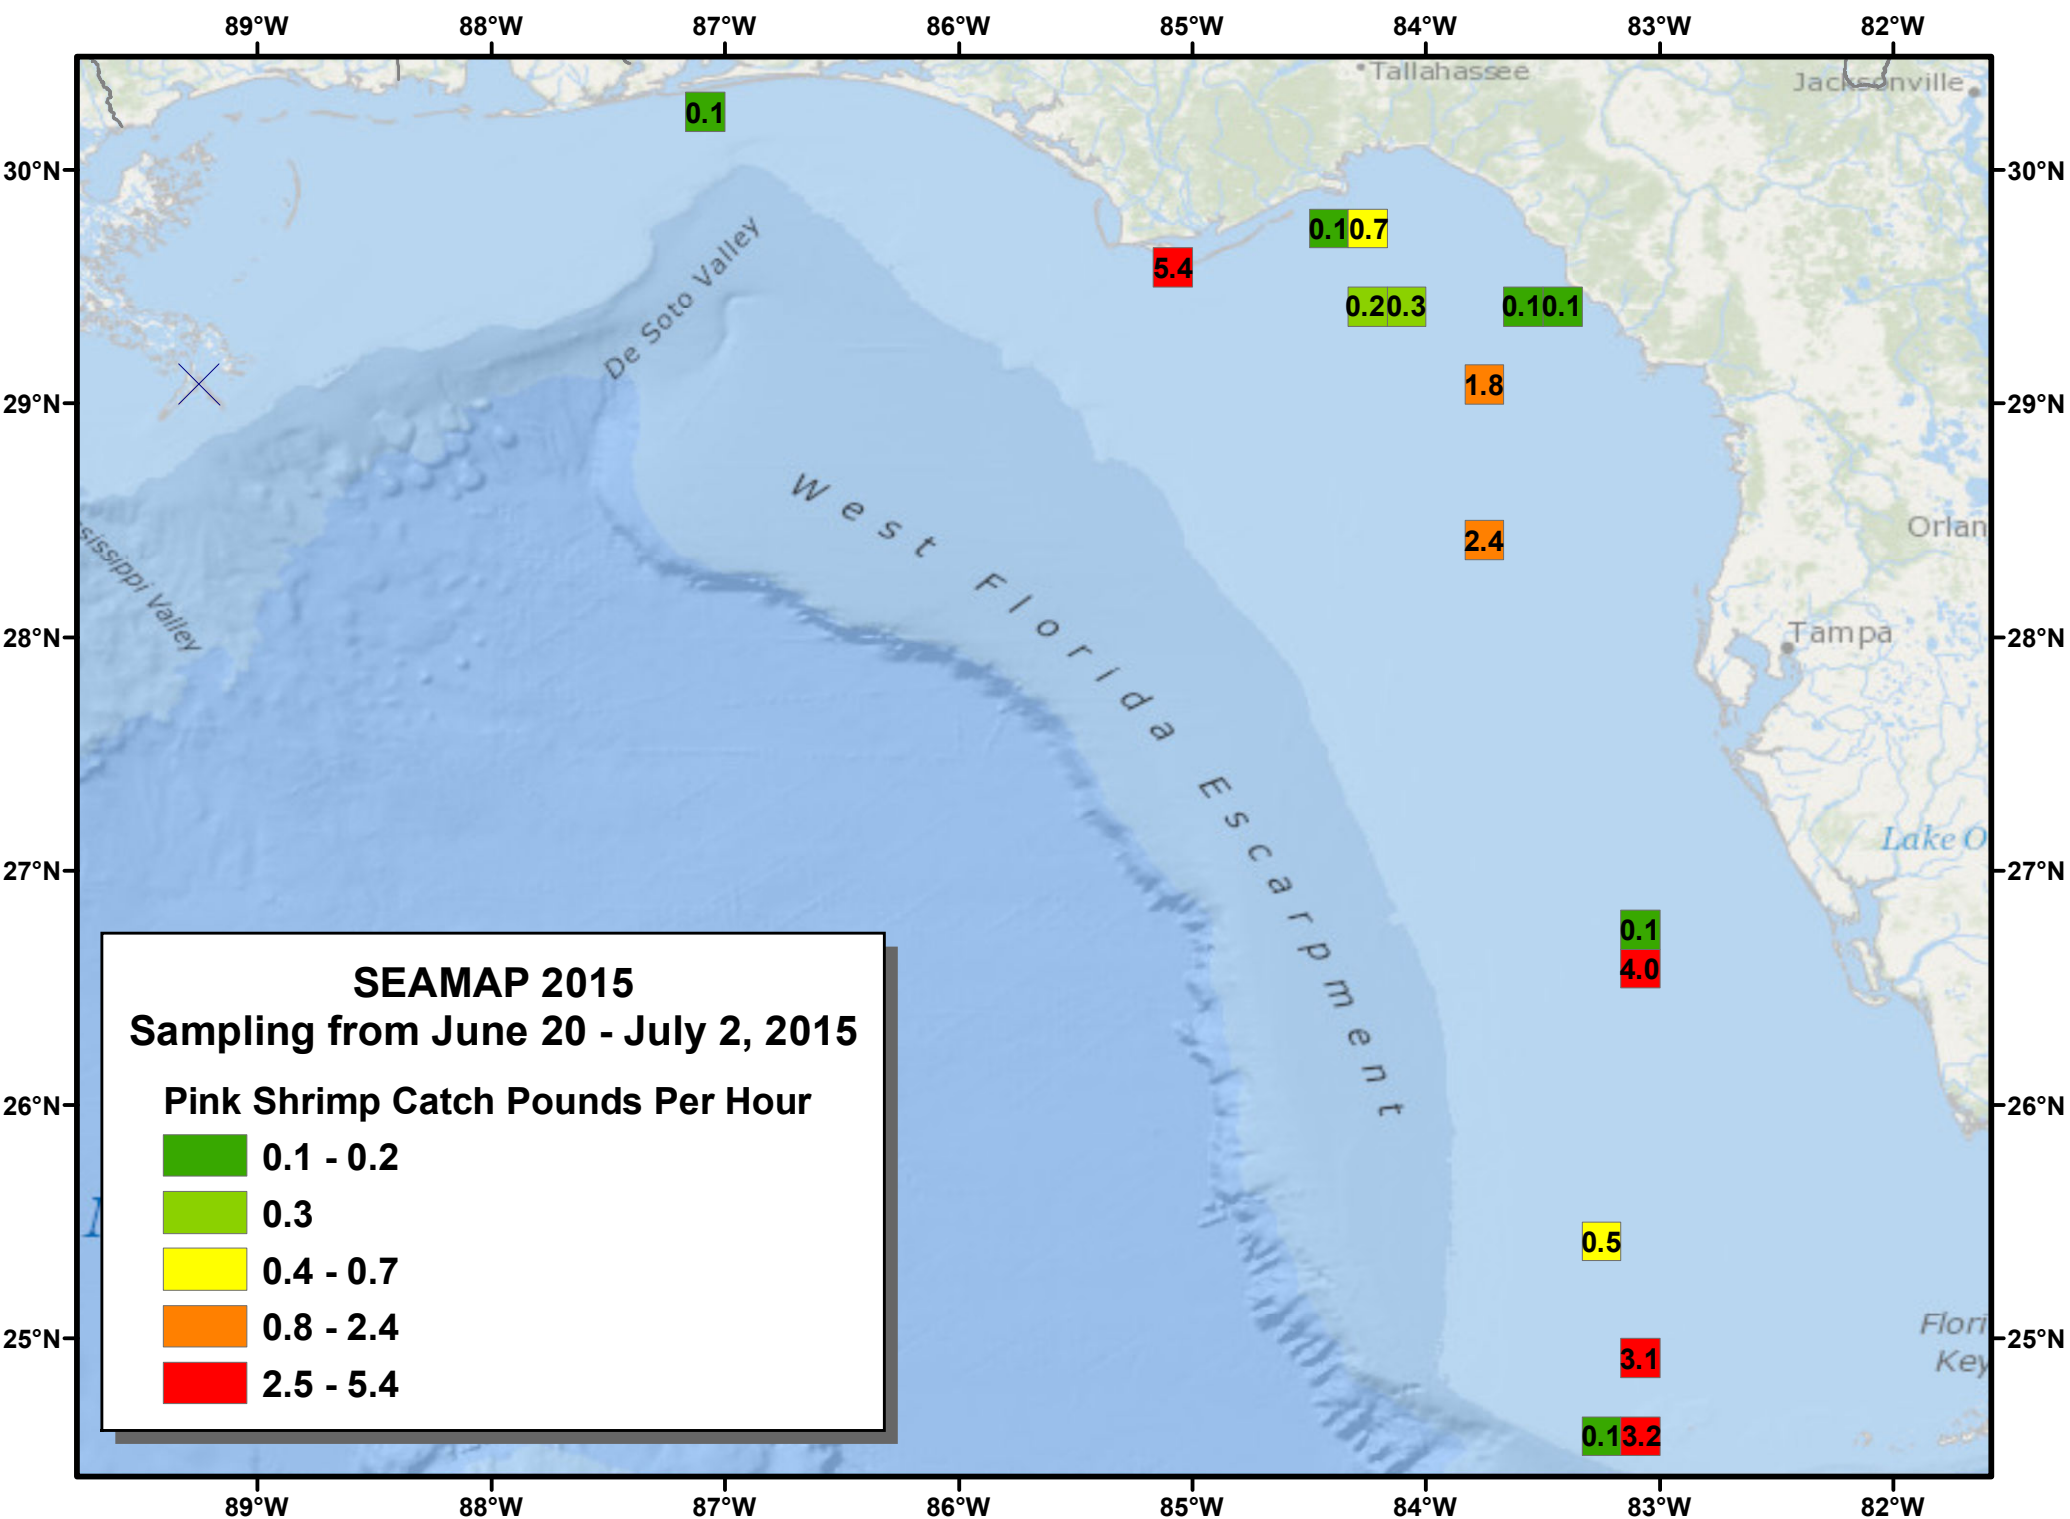 89°W 88°W 87°W 86°W 85°W 84°W 83°W 82°W
Tallahassee
Jacksonville
0.1
30°N 30°N
0.1 0.7
De Soto Valley
5.4
0.2 0.3 0.1 0.1
1.8
29°N 29°N
West Florida Escarpment
Orlan
2.4
sissippi Valley
28°N 28°N
Tampa
Lake O
27°N 27°N
0.1
4.0
SEAMAP 2015
Sampling from June 20 - July 2, 2015
Pink Shrimp Catch Pounds Per Hour
0.1 - 0.2
0.3
0.4 - 0.7
0.8 - 2.4
2.5 - 5.4
26°N 26°N
0.5
25°N 25°N
Flori
Key
3.1
0.1 3.2
89°W 88°W 87°W 86°W 85°W 84°W 83°W 82°W